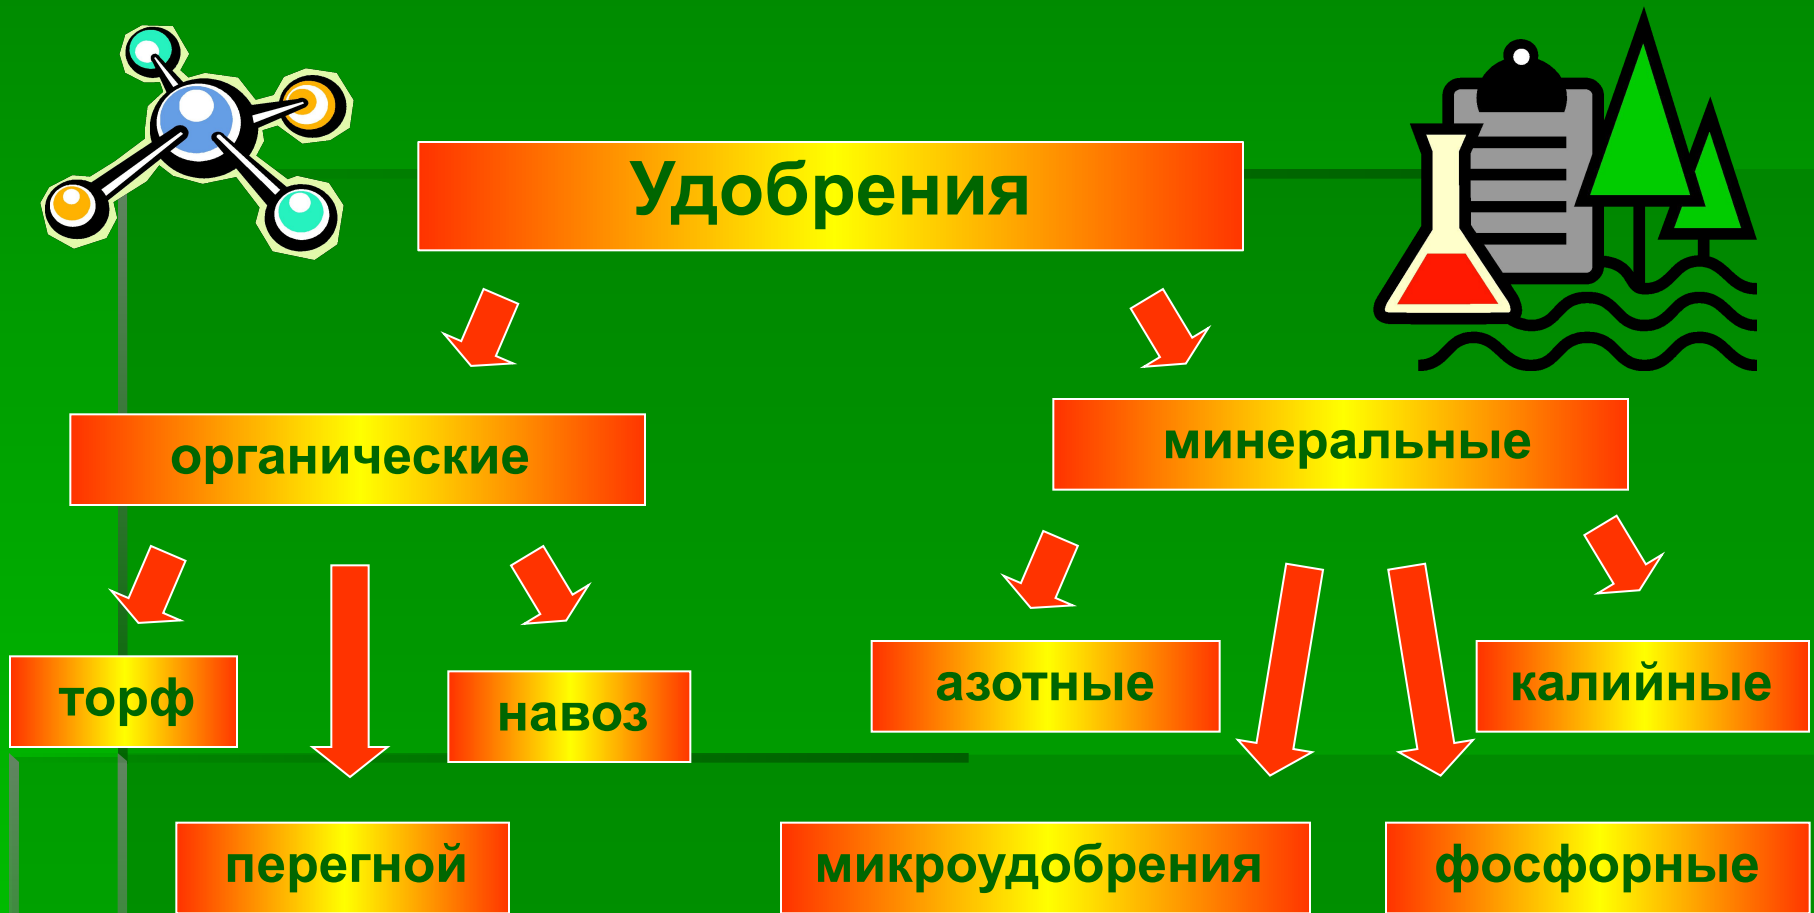 Удобрения
органические
минеральные
торф
навоз
азотные
калийные
перегной
микроудобрения
фосфорные